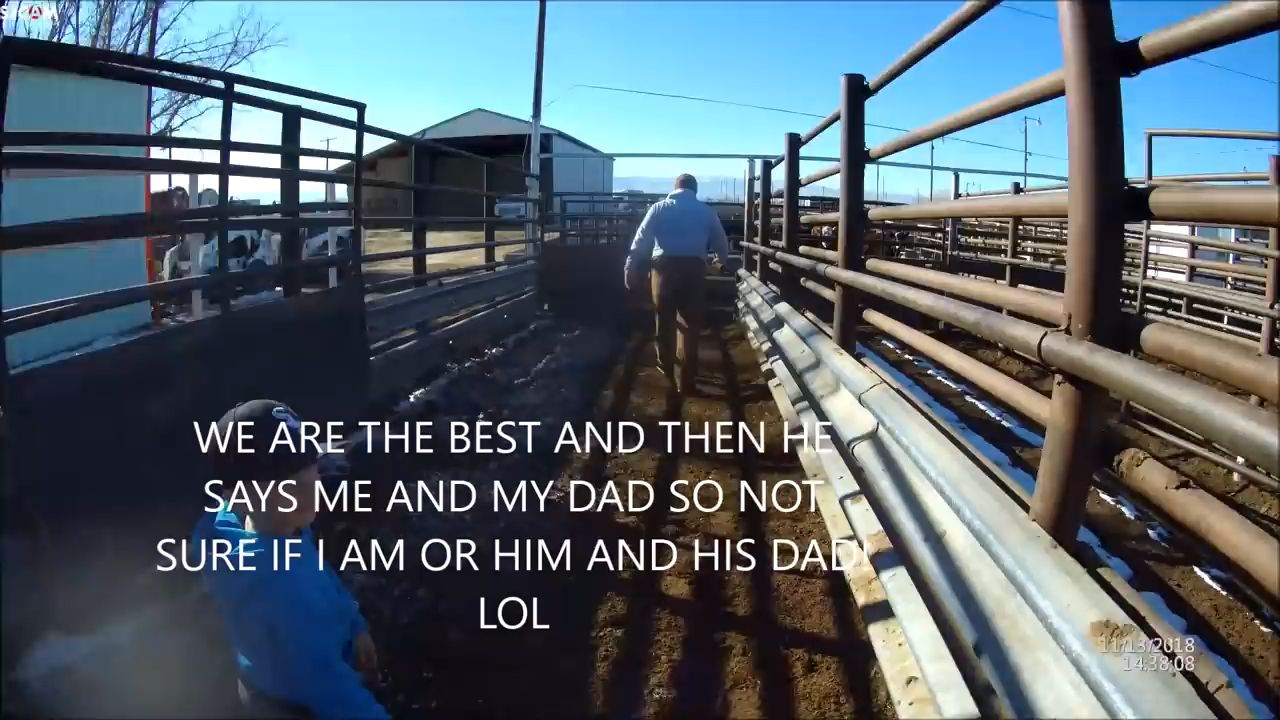 SJCAM
WE ARE THE BEST AND THEN HE
SAYS ME AND MY DAD SO NOT
SURE IF I AM OR HIM AND HIS DAD!
LOL
11/13/2018
14:38:08